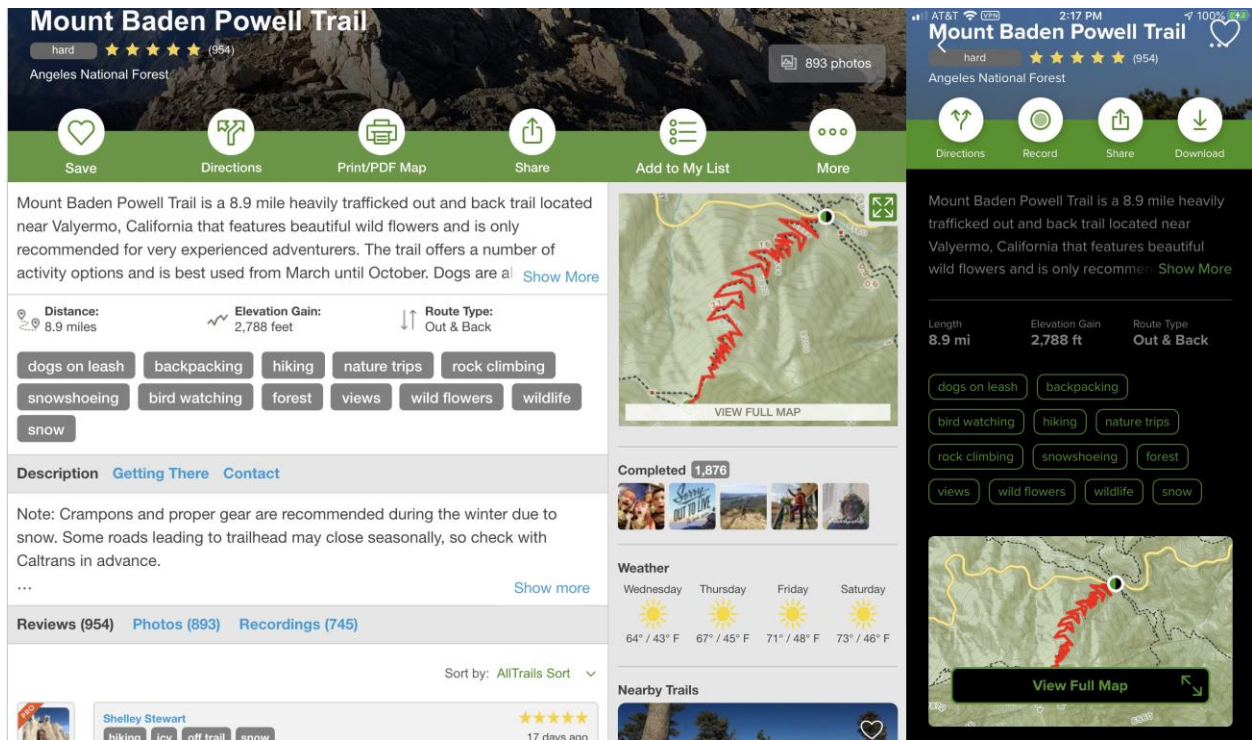 Mount Baden Powell Trail
hard (954)
Angeles National Forest
893 photos
Save
Directions
Print/PDF Map
Share
Add to My List
More
Mount Baden Powell Trail is a 8.9 mile heavily trafficked out and back trail located
near Valyermo, California that features beautiful wild flowers and is only
recommended for very experienced adventurers. The trail offers a number of
activity options and is best used from March until October. Dogs are al Show More
Distance:
8.9 miles
Elevation Gain:
2,788 feet
Route Type:
Out & Back
dogs on leash backpacking hiking nature trips rock climbing
snowshoeing bird watching forest views wild flowers wildlife
snow
Description Getting There Contact
Note: Crampons and proper gear are recommended during the winter due to
snow. Some roads leading to trailhead may close seasonally, so check with
Caltrans in advance.
...
Show more
Reviews (954) Photos (893) Recordings (745)
Sort by: AllTrails Sort
PRO
Shelley Stewart
hiking icy off trail snow
17 days ago
VIEW FULL MAP
Completed 1,876
Sorry
OUT TO LIVE
Weather
Wednesday Thursday Friday Saturday
64° / 43° F 67° / 45° F 71° / 48° F 73° / 46° F
Nearby Trails
AT&T VPN 2:17 PM 100%
Mount Baden Powell Trail
hard (954)
Angeles National Forest
Directions
Record
Share
Download
Mount Baden Powell Trail is a 8.9 mile heavily
trafficked out and back trail located near
Valyermo, California that features beautiful
wild flowers and is only recommen Show More
Length
8.9 mi
Elevation Gain
2,788 ft
Route Type
Out & Back
dogs on leash backpacking
bird watching hiking nature trips
rock climbing snowshoeing forest
views wild flowers wildlife snow
View Full Map